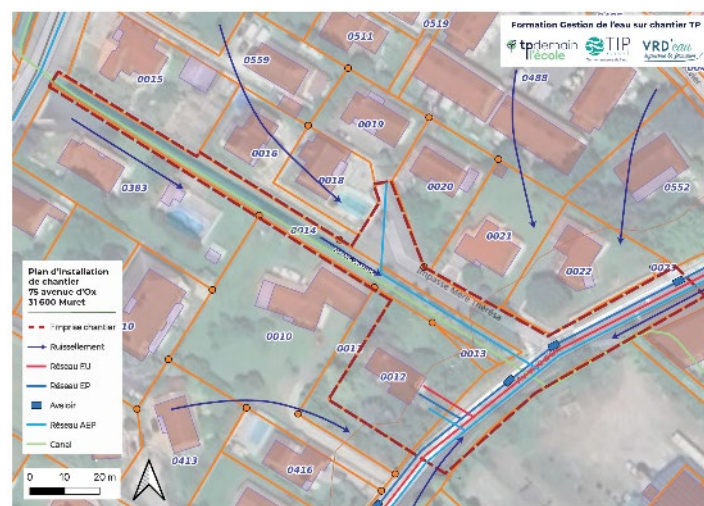 Formation Gestion de l'eau sur chantier TP
tpdemain
l'école
TIP
VRD'eau
0519
0511
0559
0015
0488
0019
0016
0018
0020
0552
0383
0014
0021
0022
0023
Impasse Mère Thérèse
Plan d'installation
de chantier
75 avenue d'Ox
31600 Muret
Emprise chantier
Ruissellement
Réseau EU
Réseau EP
Avaloir
Réseau AEP
Canal
10
0010
0017
0013
0012
0413
0416
0 10 20 m